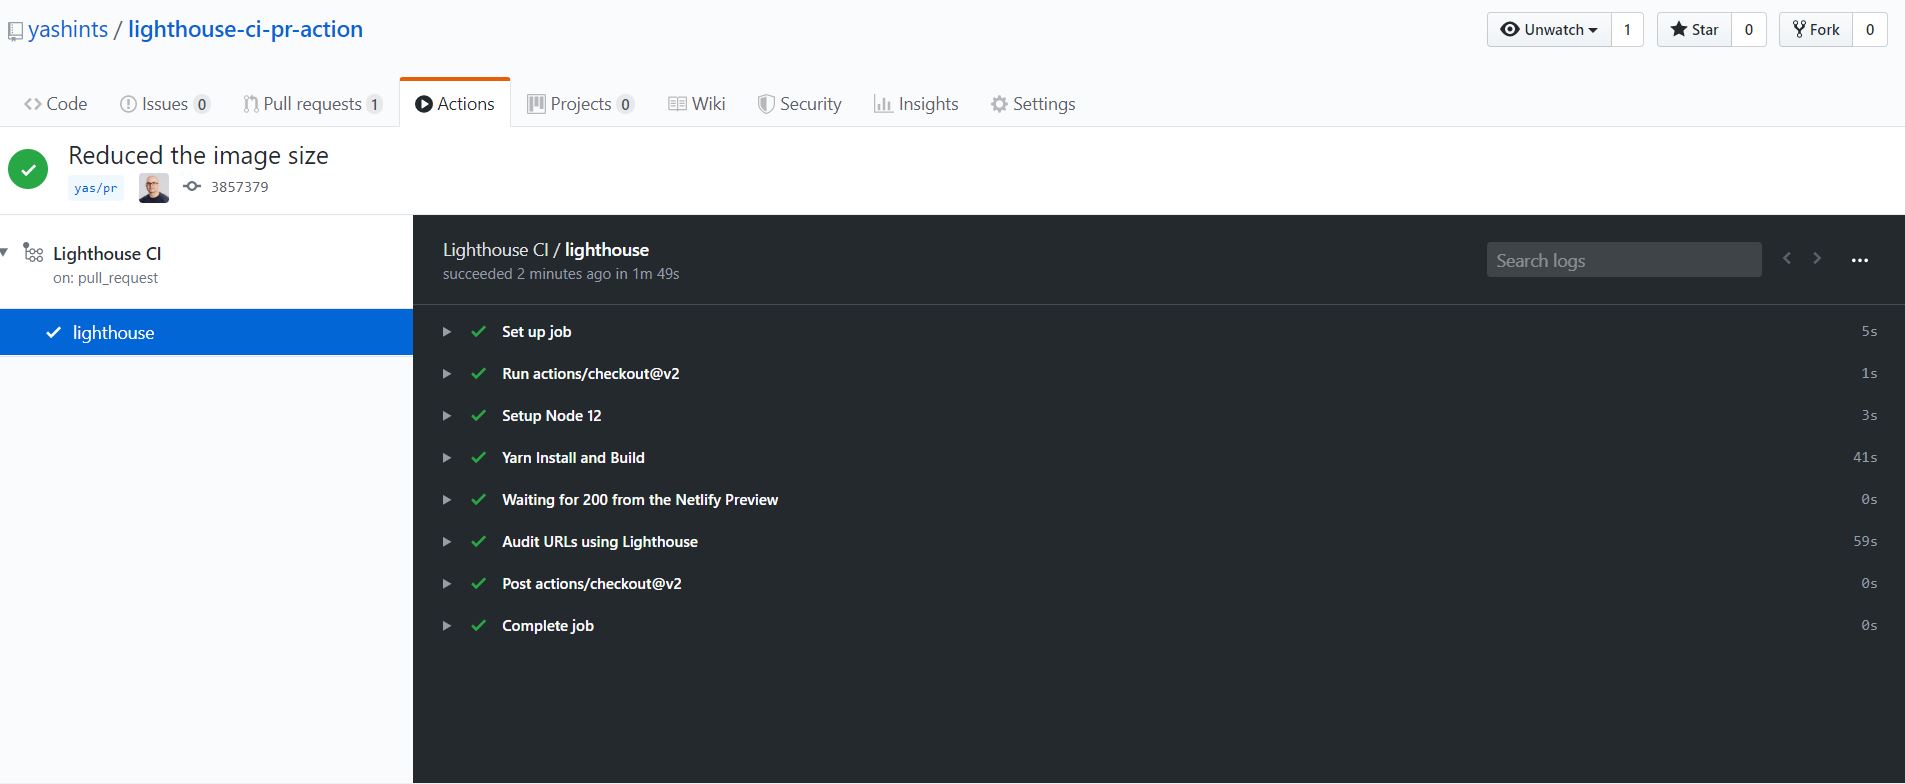 yashints / lighthouse-ci-pr-action
Unwatch 1 Star 0 Fork 0
Code Issues 0 Pull requests 1 Actions Projects 0 Wiki Security Insights Settings
Reduced the image size
yas/pr 3857379
Lighthouse CI
on: pull_request
lighthouse
Lighthouse CI / lighthouse
succeeded 2 minutes ago in 1m 49s
Search logs
Set up job 5s
Run actions/checkout@v2 1s
Setup Node 12 3s
Yarn Install and Build 41s
Waiting for 200 from the Netlify Preview 0s
Audit URLs using Lighthouse 59s
Post actions/checkout@v2 0s
Complete job 0s